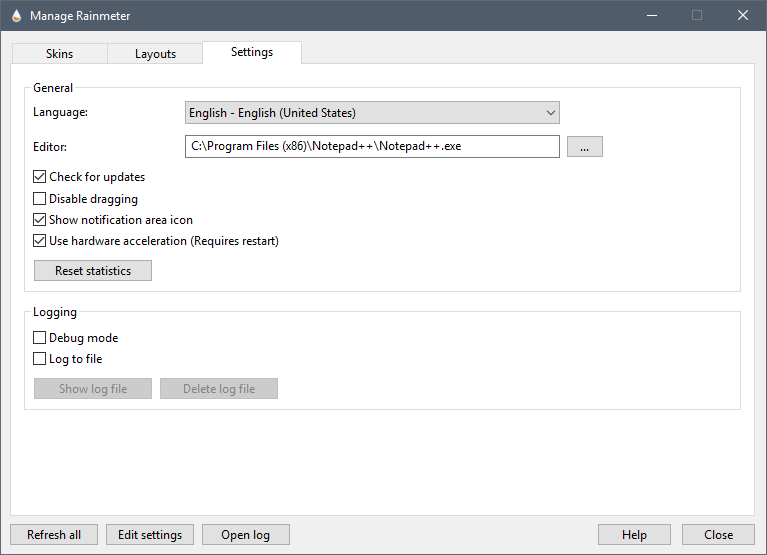 Manage Rainmeter
Skins Layouts Settings
General
Language: English - English (United States)
Editor: C:\Program Files (x86)\Notepad++\Notepad++.exe ...
Check for updates
Disable dragging
Show notification area icon
Use hardware acceleration (Requires restart)
Reset statistics
Logging
Debug mode
Log to file
Show log file Delete log file
Refresh all Edit settings Open log Help Close